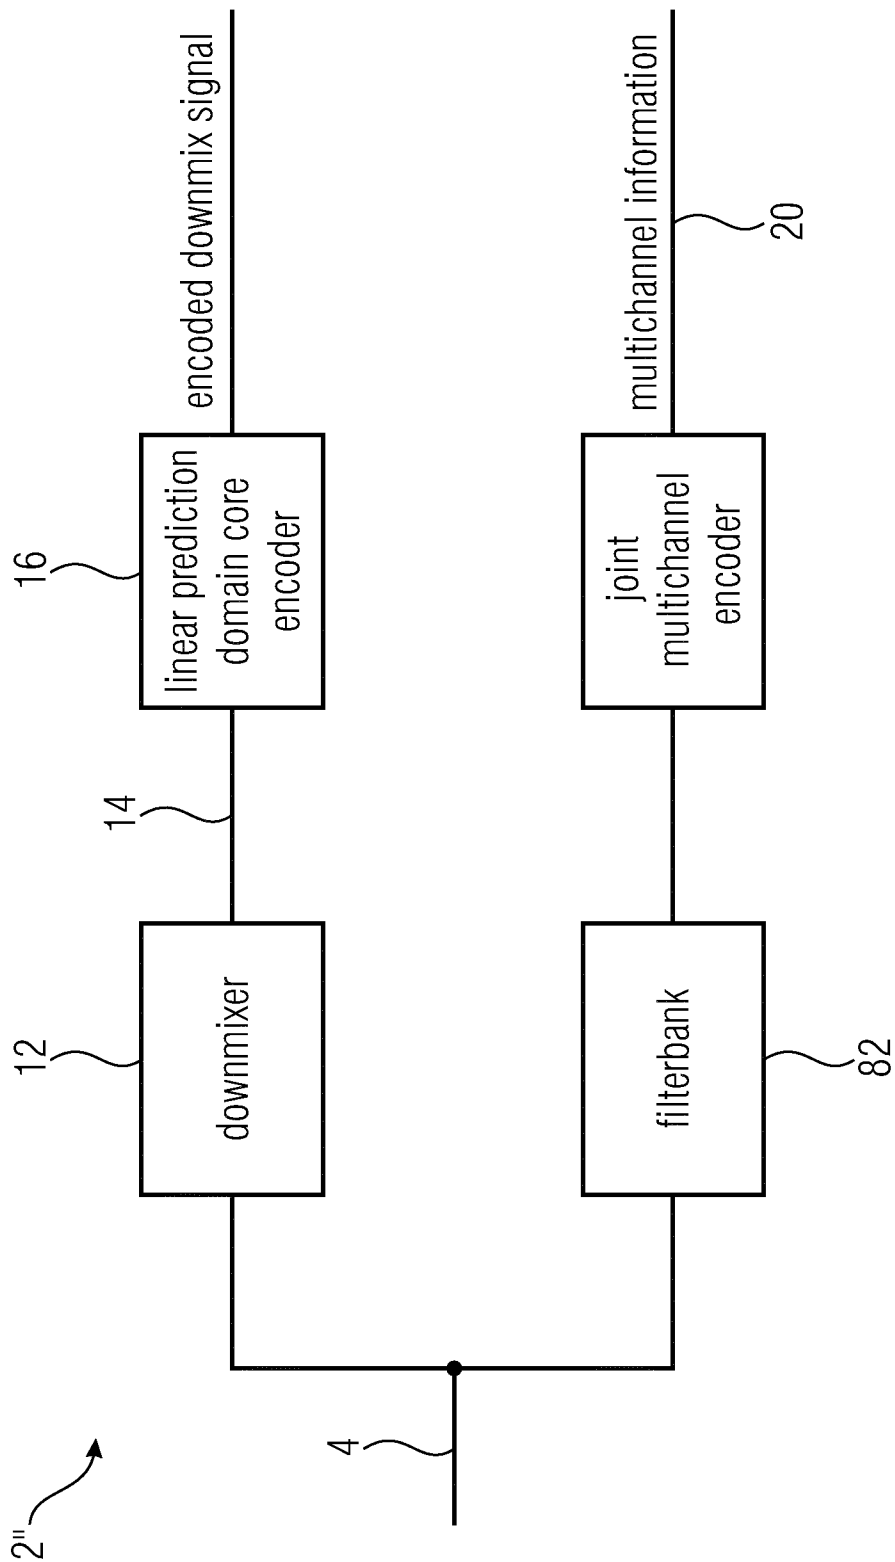 2"
4
12
downmixer
14
16
linear prediction
domain core
encoder
encoded downmix signal
filterbank
82
joint
multichannel
encoder
multichannel information
20